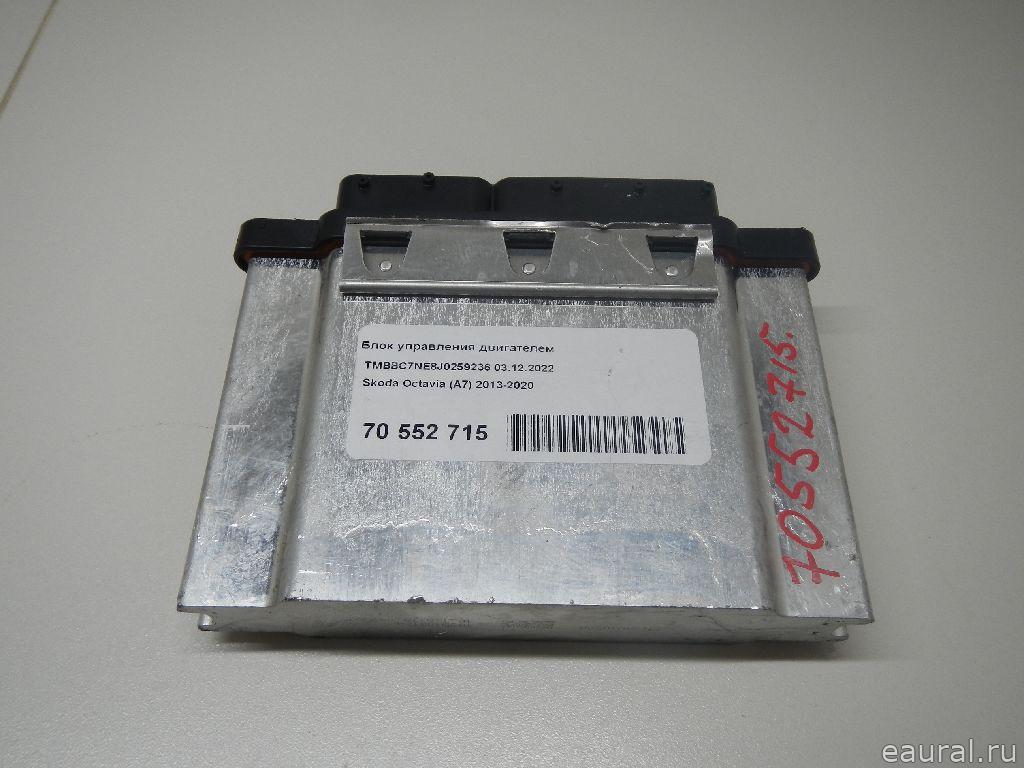 Блок управления двигателем
TMBBC7NE8J0259236 03.12.2022
Skoda Octavia (A7) 2013-2020
70 552 715
70552715.
eaural.ru